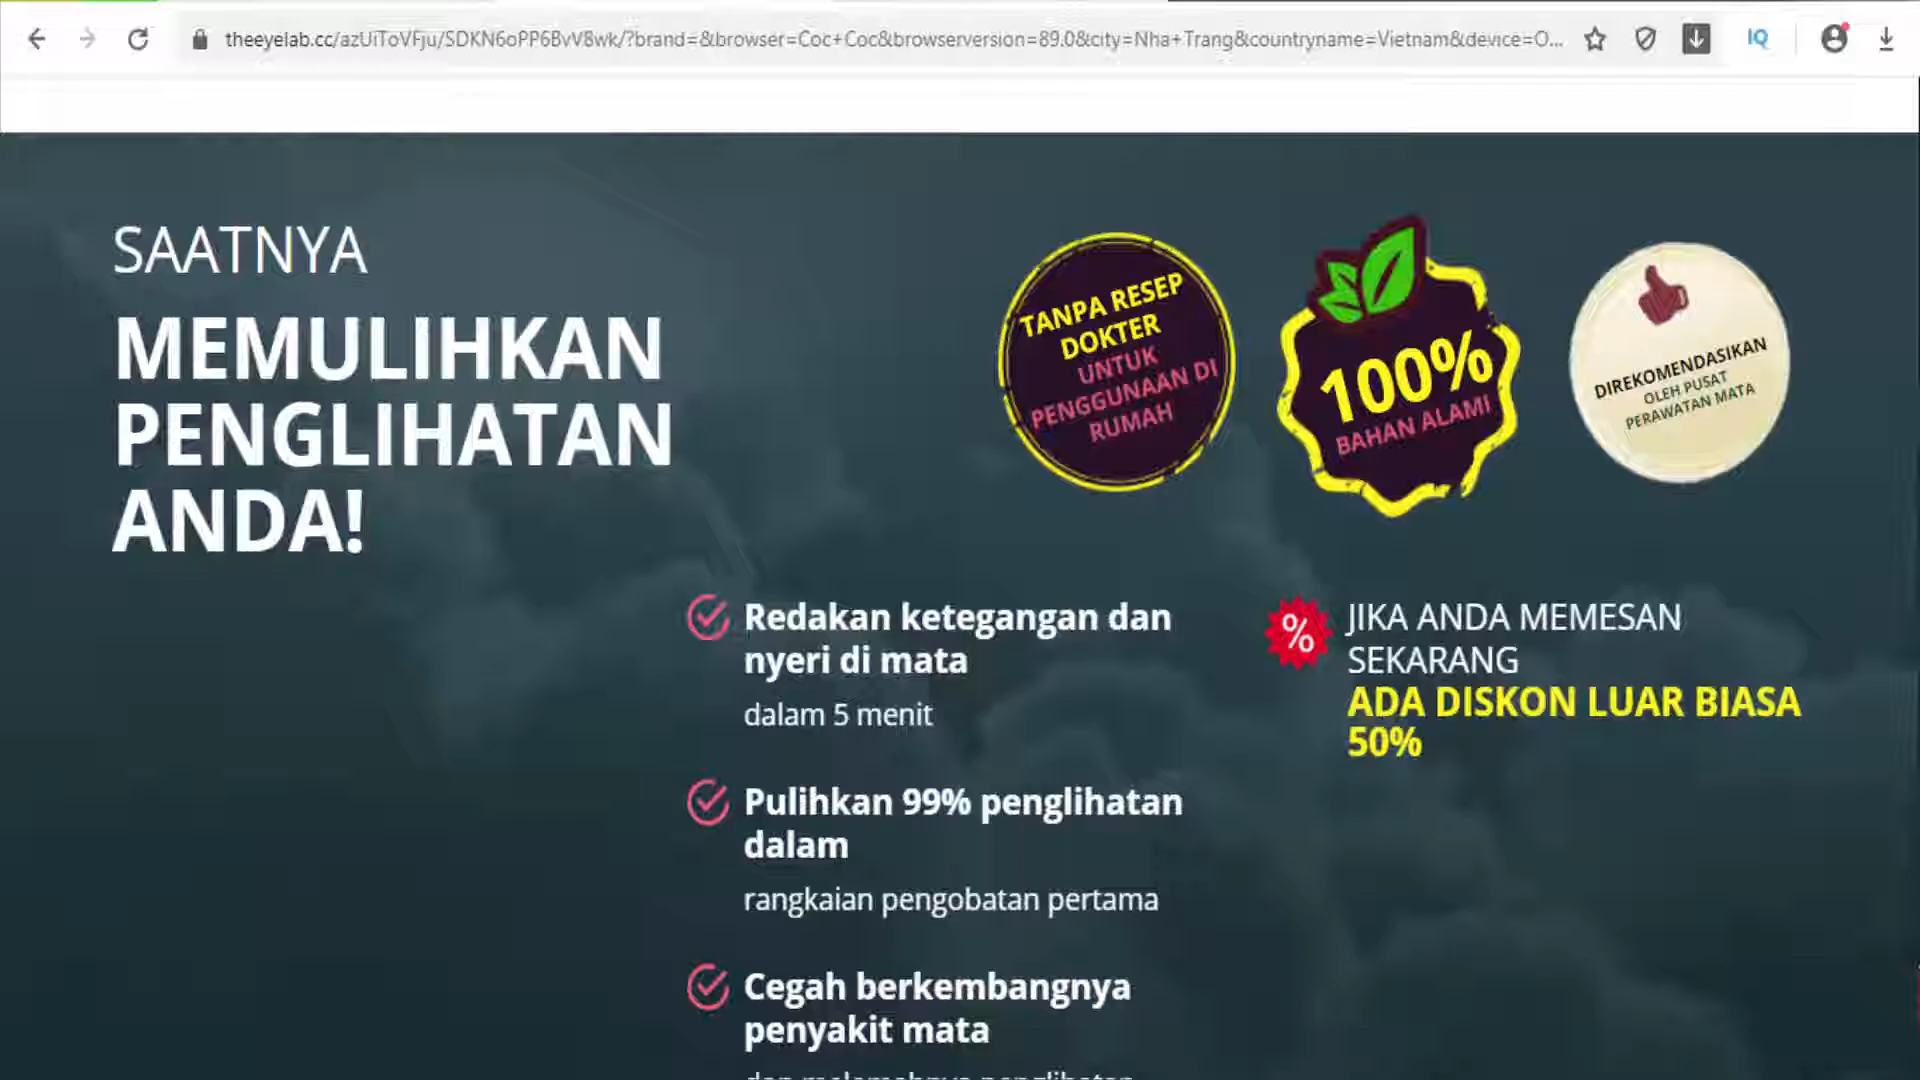 theeyelab.cc/azUiToVFju/SDKN6oPP6BvV8wk/?brand=&browser=Coc+Coc&browserversion=89.0&city=Nha+Trang&countryname=Vietnam&device=O...
IQ
SAATNYA
MEMULIHKAN
PENGLIHATAN
ANDA!
TANPA RESEP
DOKTER
UNTUK
PENGGUNAAN DI
RUMAH
100%
BAHAN ALAMI
DIREKOMENDASIKAN
OLEH PUSAT
PERAWATAN MATA
Redakan ketegangan dan
nyeri di mata
dalam 5 menit
Pulihkan 99% penglihatan
dalam
rangkaian pengobatan pertama
Cegah berkembangnya
penyakit mata
%
JIKA ANDA MEMESAN
SEKARANG
ADA DISKON LUAR BIASA
50%